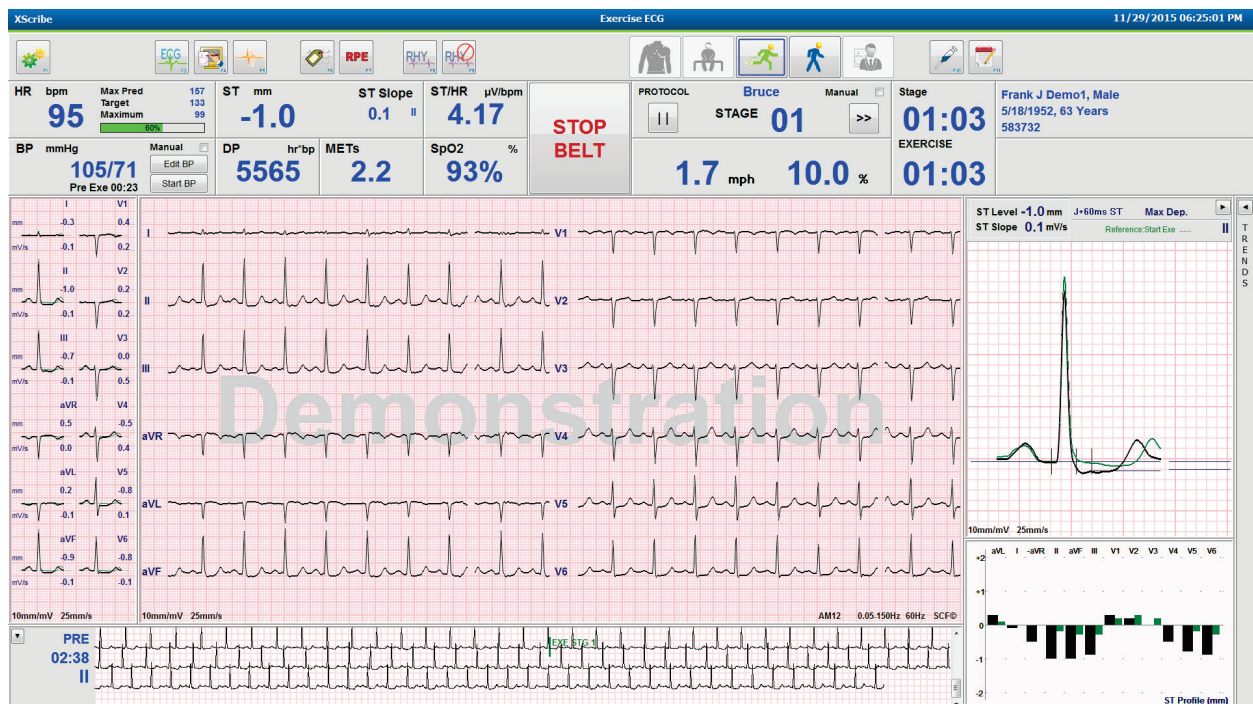 XScribe
Exercise ECG
11/29/2015 06:25:01 PM
ECG
RPE
RHY
RHY
HR bpm
95
Max Pred 157
Target 133
Maximum 99
60%
ST mm
-1.0
ST Slope
0.1 II
ST/HR µV/bpm
4.17
STOP
BELT
PROTOCOL
Bruce
Manual
STAGE 01
>>
Stage
01:03
Frank J Demo1, Male
5/18/1952, 63 Years
583732
BP mmHg
105/71
Pre Exe 00:23
Manual
Edit BP
Start BP
DP hr*bp
5565
METs
2.2
SpO2 %
93%
1.7 mph
10.0 %
EXERCISE
01:03
I V1
mm -0.3 0.4
mV/s -0.1 0.2
II V2
mm -1.0 0.2
mV/s -0.1 0.2
III V3
mm -0.7 0.0
mV/s -0.1 0.5
aVR V4
mm 0.5 -0.5
mV/s 0.0 0.4
aVL V5
mm 0.2 -0.8
mV/s -0.1 0.1
aVF V6
mm -0.9 -0.8
mV/s -0.1 -0.1
10mm/mV 25mm/s
I V1
II V2
III V3
Demonstration
aVR V4
aVL V5
aVF V6
10mm/mV 25mm/s
AM12 0.05-150Hz 60Hz SCF©
ST Level -1.0 mm J+60ms ST Max Dep.
ST Slope 0.1 mV/s Reference:Start Exe ...... II
TRENDS
10mm/mV 25mm/s
aVL I -aVR II aVF III V1 V2 V3 V4 V5 V6
+2
+1
0
-1
-2
ST Profile (mm)
PRE
02:38
II
EXE STG 1